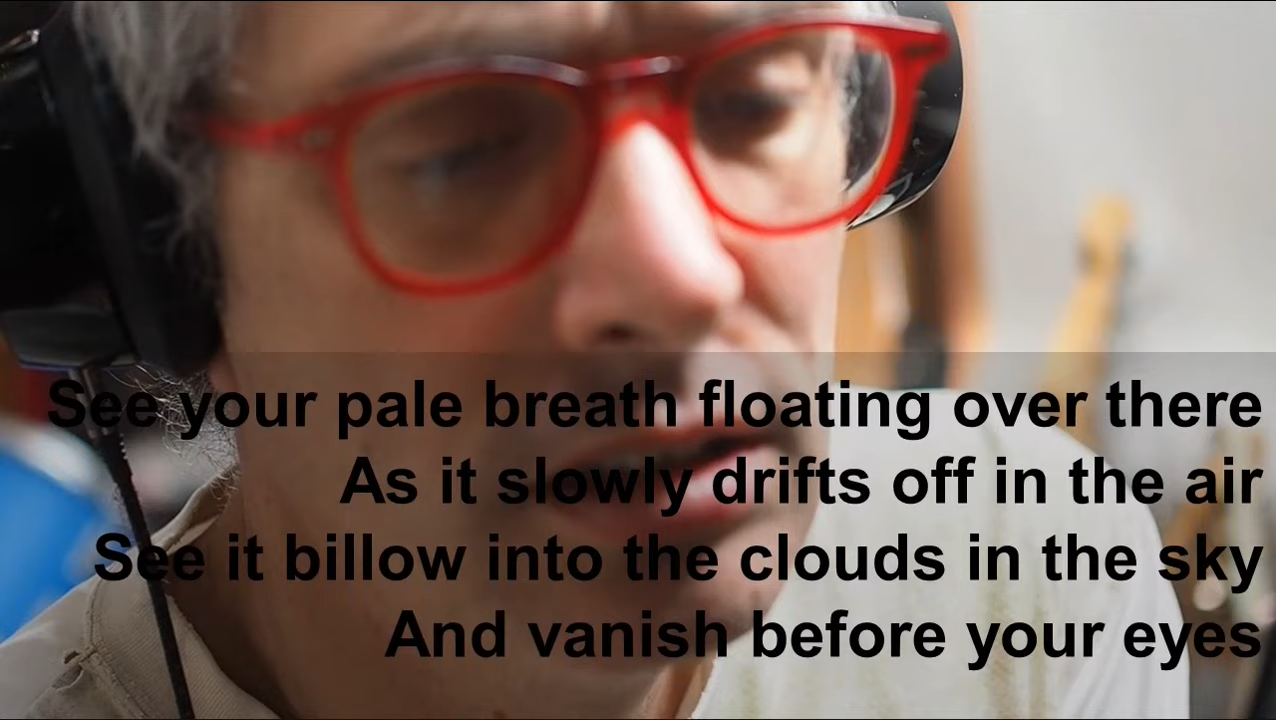 See your pale breath floating over there
As it slowly drifts off in the air
See it billow into the clouds in the sky
And vanish before your eyes